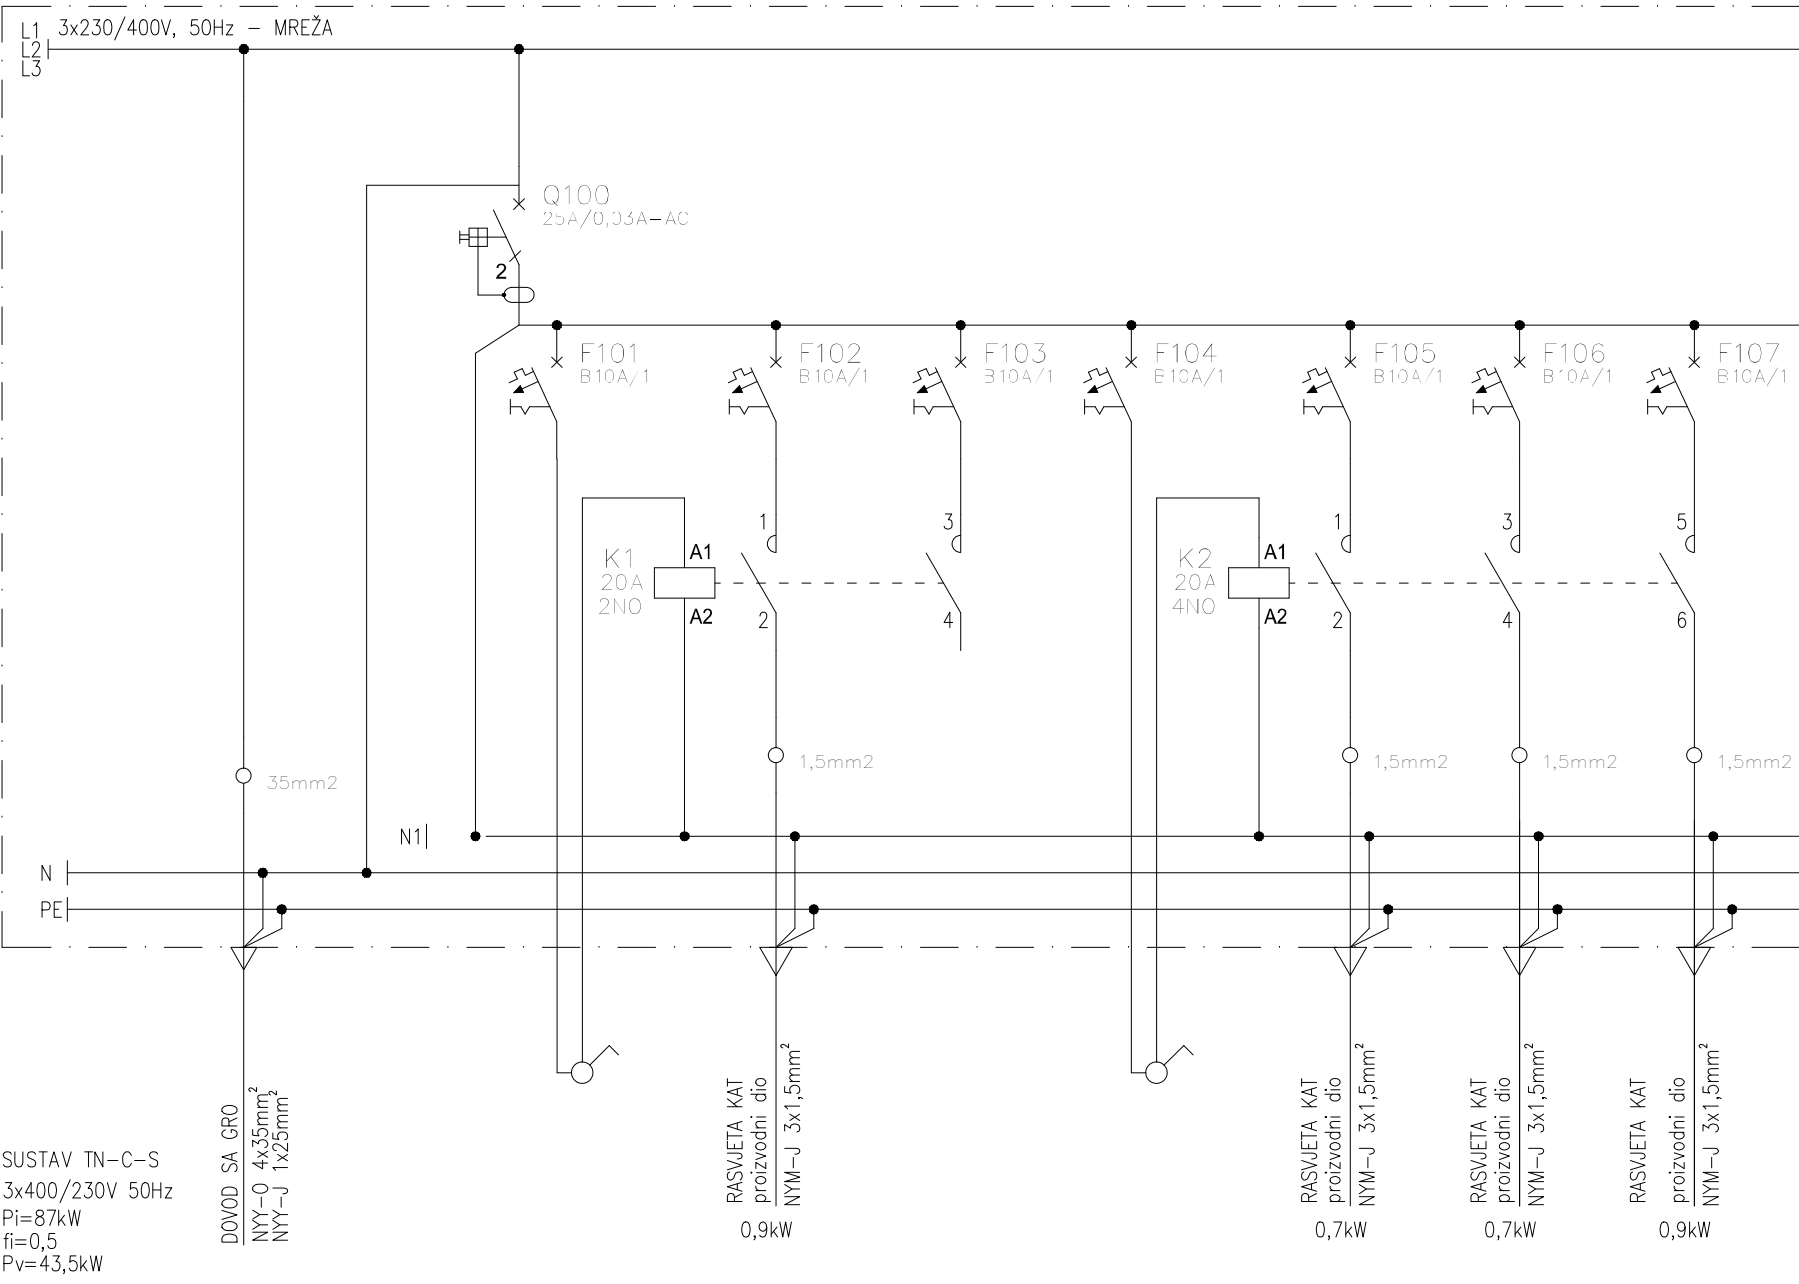 L1 3x230/400V, 50Hz – MREŽA
L2
L3
Q100
25A/0,03A–AC
2
F101
B10A/1
F102
B10A/1
F103
B10A/1
F104
B10A/1
F105
B10A/1
F106
B10A/1
F107
B10A/1
K1
20A
2NO
A1
A2
1
2
3
4
K2
20A
4NO
A1
A2
1
2
3
4
5
6
35mm2
1,5mm2
1,5mm2
1,5mm2
1,5mm2
N1
N
PE
DOVOD SA GRO
NYY–O 4x35mm²
NYY–J 1x25mm²
RASVJETA KAT
proizvodni dio
NYM–J 3x1,5mm²
0,9kW
RASVJETA KAT
proizvodni dio
NYM–J 3x1,5mm²
0,7kW
RASVJETA KAT
proizvodni dio
NYM–J 3x1,5mm²
0,7kW
RASVJETA KAT
proizvodni dio
NYM–J 3x1,5mm²
0,9kW
SUSTAV TN–C–S
3x400/230V 50Hz
Pi=87kW
fi=0,5
Pv=43,5kW